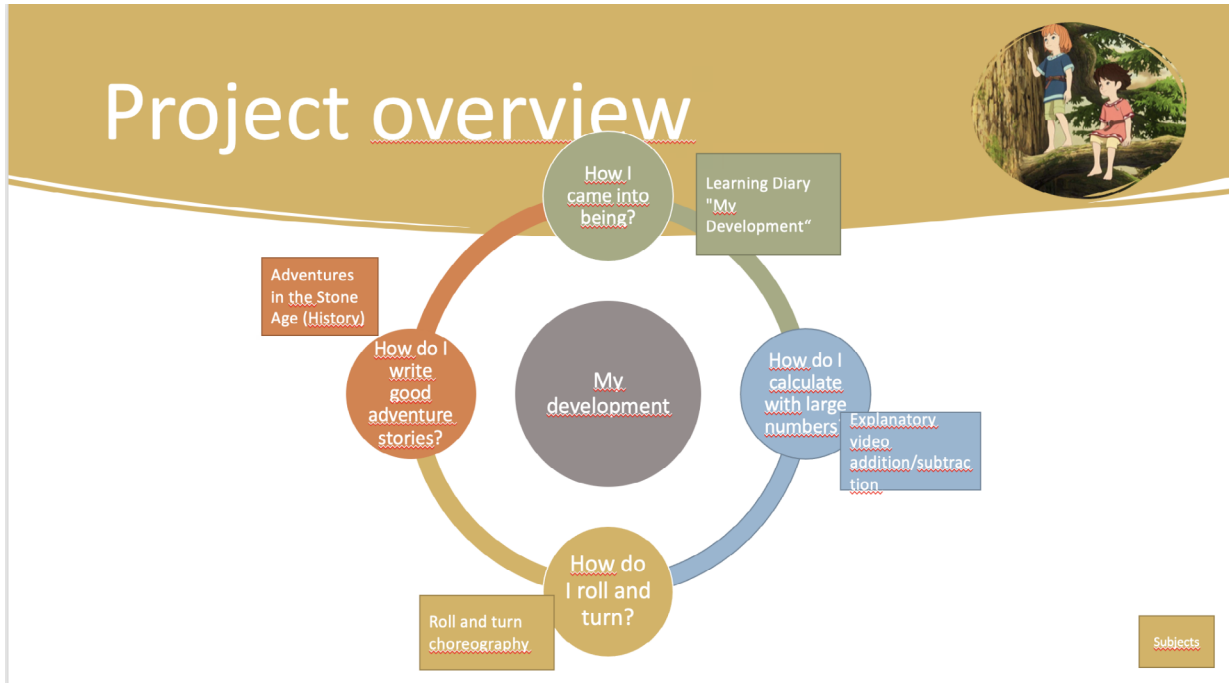 Project overview
How I
came into
being?
Learning Diary
"My
Development“
Adventures
in the Stone
Age (History)
How do I
write
good
adventure
stories?
My
development
How do I
calculate
with large
numbers
Explanatory
video
addition/subtrac
tion
How do
I roll and
turn?
Roll and turn
choreography
Subjects